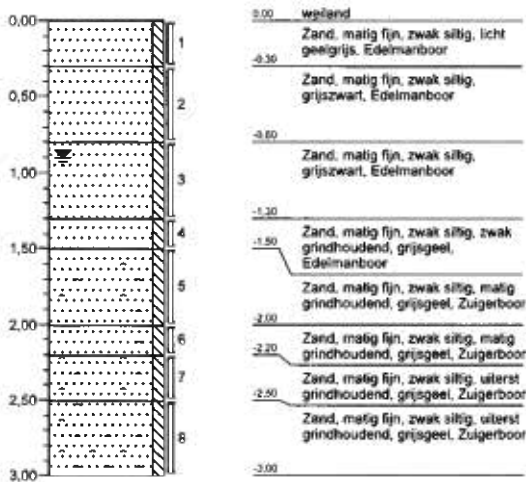 0,00
0,50
1,00
1,50
2,00
2,50
3,00
1
2
3
4
5
6
7
8
0.00 weiland
Zand, matig fijn, zwak siltig, licht
geelgrijs, Edelmanboor
-0.30
Zand, matig fijn, zwak siltig,
grijszwart, Edelmanboor
-0.80
Zand, matig fijn, zwak siltig,
grijszwart, Edelmanboor
-1.30
Zand, matig fijn, zwak siltig, zwak
grindhoudend, grijsgeel,
Edelmanboor
-1.50
Zand, matig fijn, zwak siltig, matig
grindhoudend, grijsgeel, Zuigerboor
-2.00
Zand, matig fijn, zwak siltig, matig
grindhoudend, grijsgeel, Zuigerboor
-2.20
Zand, matig fijn, zwak siltig, uiterst
grindhoudend, grijsgeel, Zuigerboor
-2.50
Zand, matig fijn, zwak siltig, uiterst
grindhoudend, grijsgeel, Zuigerboor
-3.00